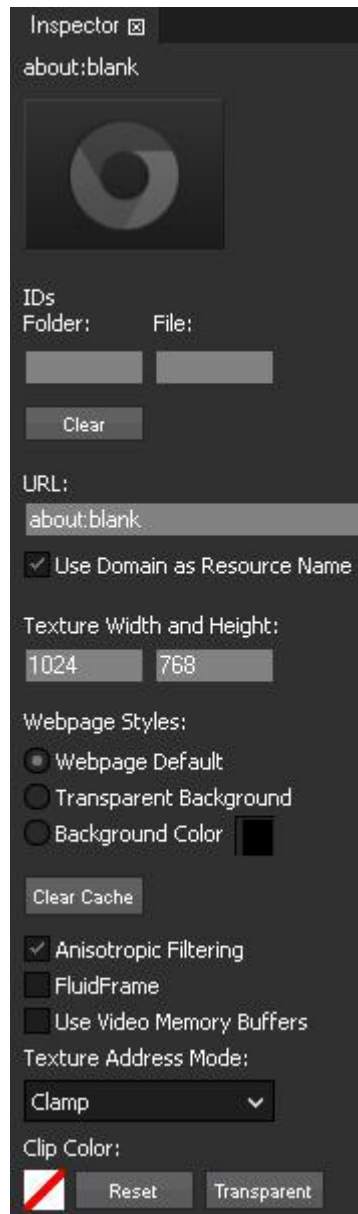 Inspector
about:blank
IDs
Folder: File:
Clear
URL:
about:blank
Use Domain as Resource Name
Texture Width and Height:
1024 768
Webpage Styles:
Webpage Default
Transparent Background
Background Color
Clear Cache
Anisotropic Filtering
FluidFrame
Use Video Memory Buffers
Texture Address Mode:
Clamp
Clip Color:
Reset Transparent